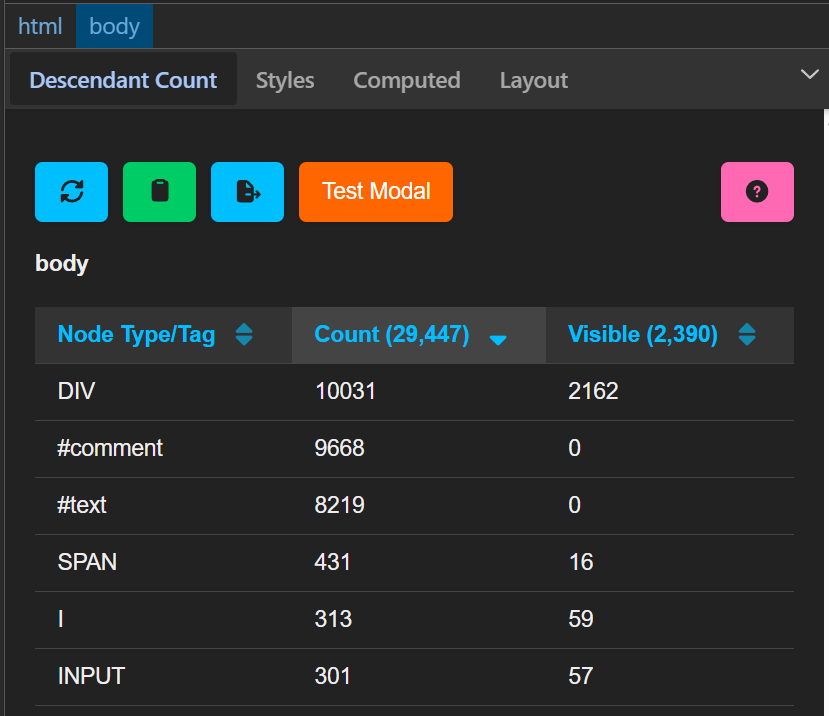 html body
Descendant Count Styles Computed Layout
Test Modal ?
body
Node Type/Tag Count (29,447) Visible (2,390)
DIV 10031 2162
#comment 9668 0
#text 8219 0
SPAN 431 16
I 313 59
INPUT 301 57